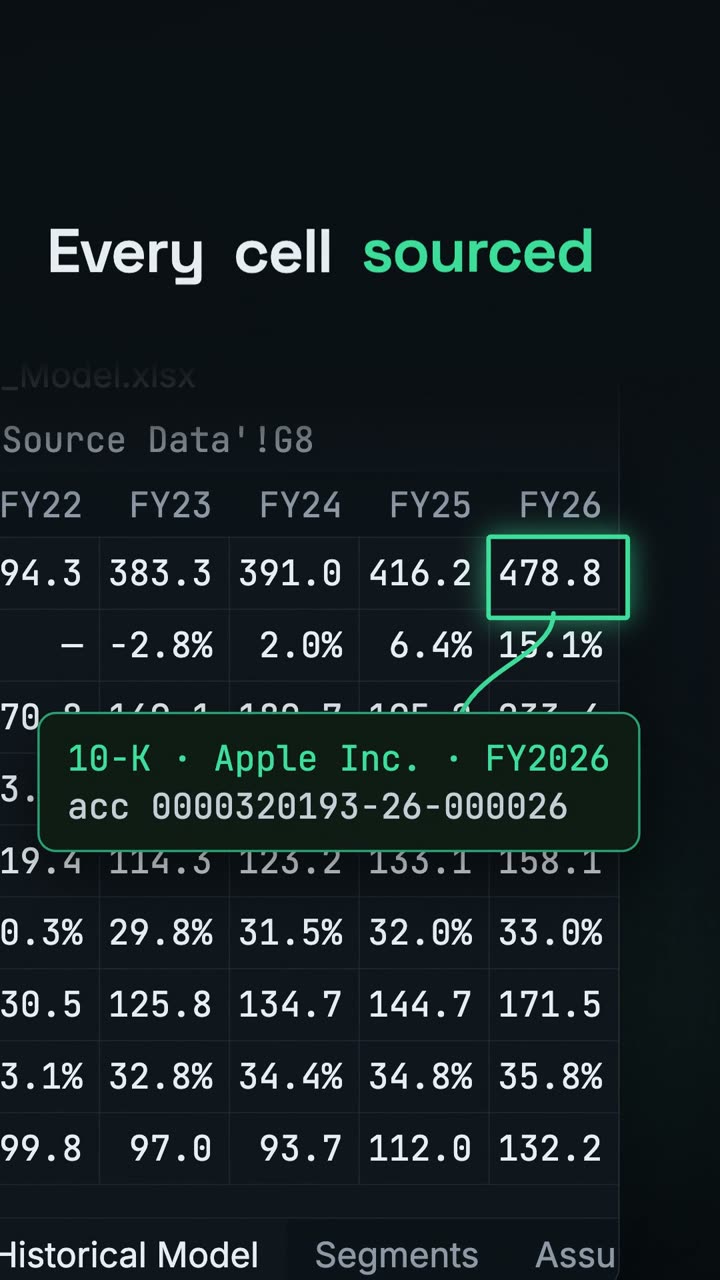 Every cell sourced
_Model.xlsx
Source Data'!G8
FY22 FY23 FY24 FY25 FY26
94.3 383.3 391.0 416.2 478.8
— -2.8% 2.0% 6.4% 15.1%
70
10-K · Apple Inc. · FY2026
3.
acc 0000320193-26-000026
19.4 114.3 123.2 133.1 158.1
0.3% 29.8% 31.5% 32.0% 33.0%
30.5 125.8 134.7 144.7 171.5
3.1% 32.8% 34.4% 34.8% 35.8%
99.8 97.0 93.7 112.0 132.2
Historical Model Segments Assu